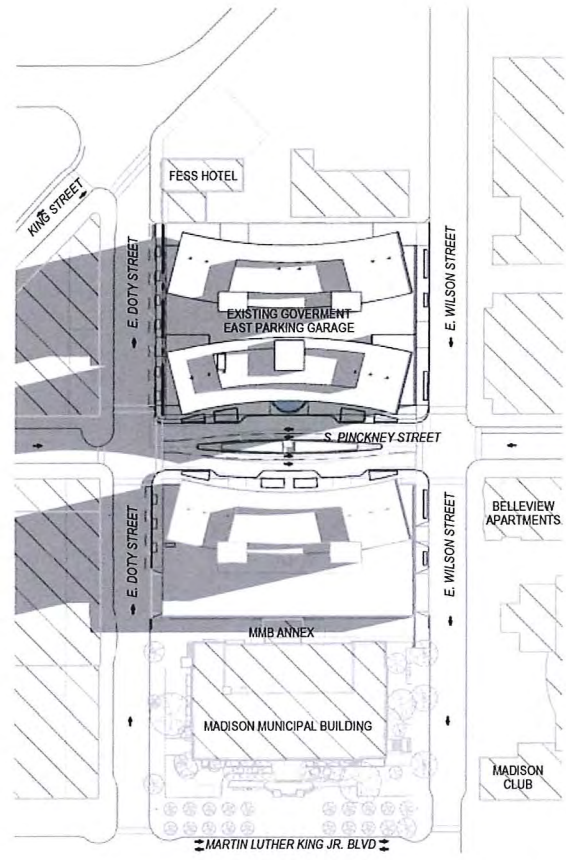 FESS HOTEL
KING STREET
E. DOTY STREET
E. WILSON STREET
EXISTING GOVERMENT
EAST PARKING GARAGE
S. PINCKNEY STREET
BELLEVIEW
APARTMENTS
E. DOTY STREET
E. WILSON STREET
MMB ANNEX
MADISON MUNICIPAL BUILDING
MADISON
CLUB
MARTIN LUTHER KING JR. BLVD